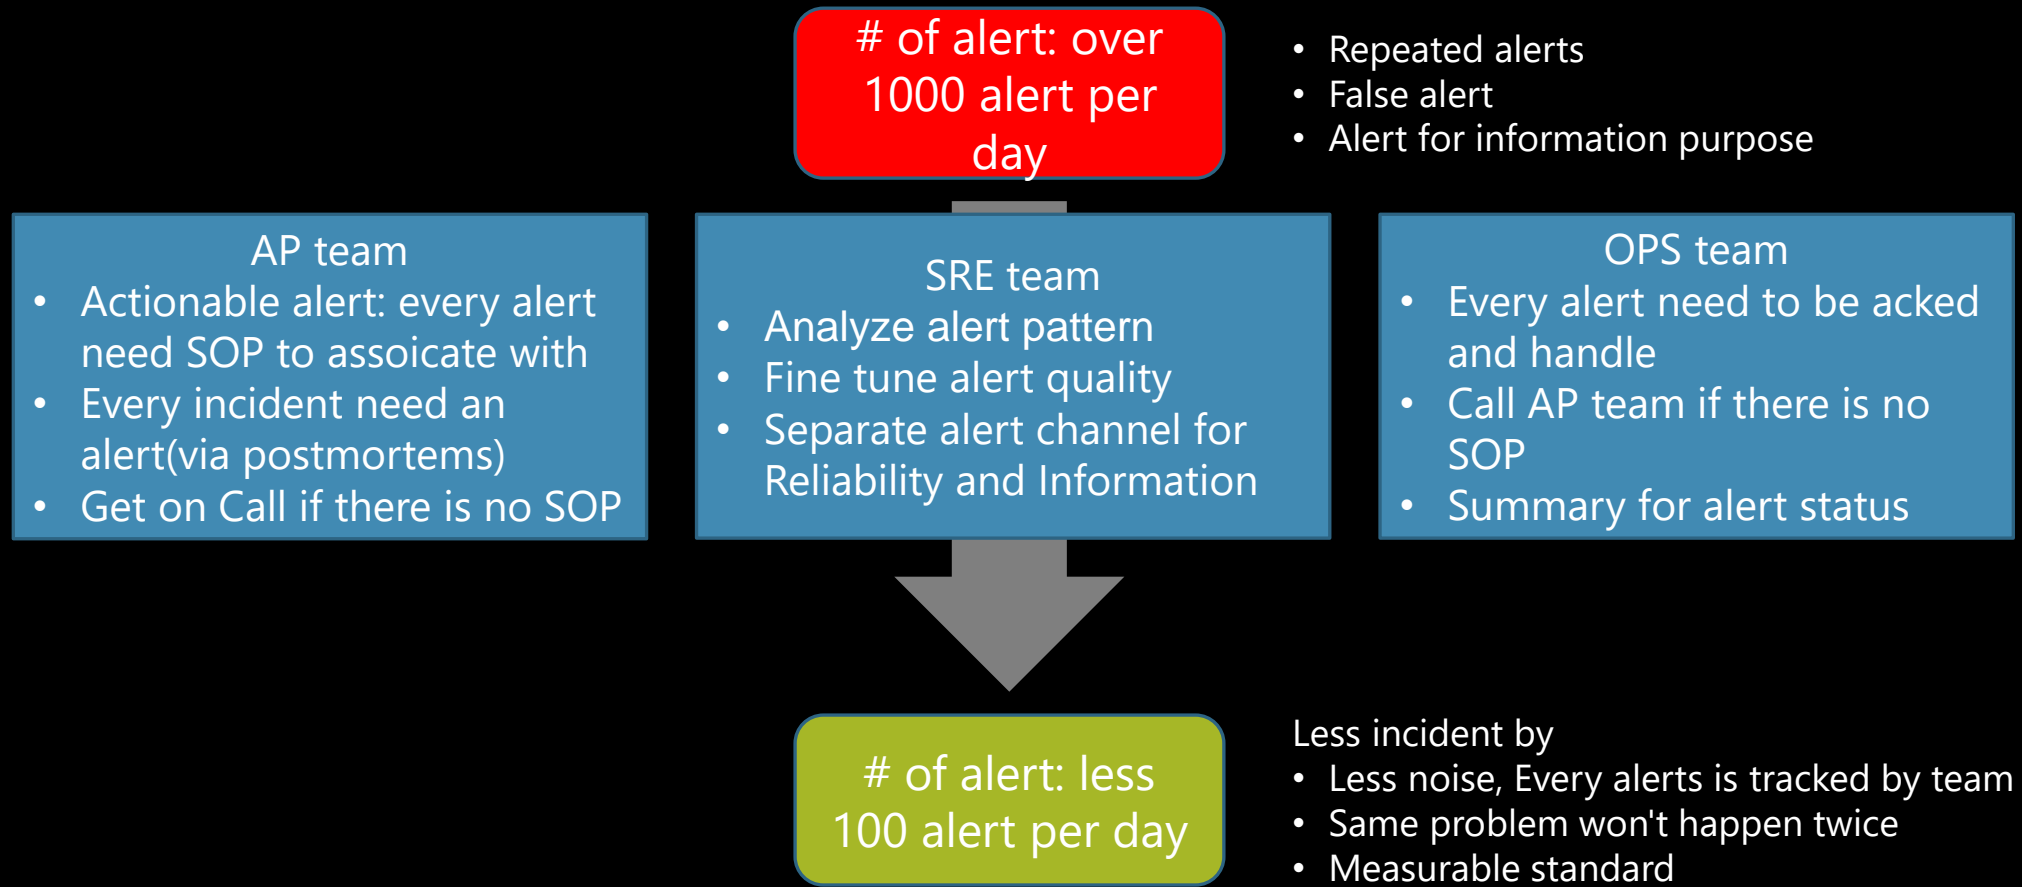 # of alert: over
1000 alert per
day
• Repeated alerts
• False alert
• Alert for information purpose
AP team
• Actionable alert: every alert
need SOP to assoicate with
• Every incident need an
alert(via postmortems)
• Get on Call if there is no SOP
SRE team
• Analyze alert pattern
• Fine tune alert quality
• Separate alert channel for
Reliability and Information
OPS team
• Every alert need to be acked
and handle
• Call AP team if there is no
SOP
• Summary for alert status
# of alert: less
100 alert per day
Less incident by
• Less noise, Every alerts is tracked by team
• Same problem won't happen twice
• Measurable standard